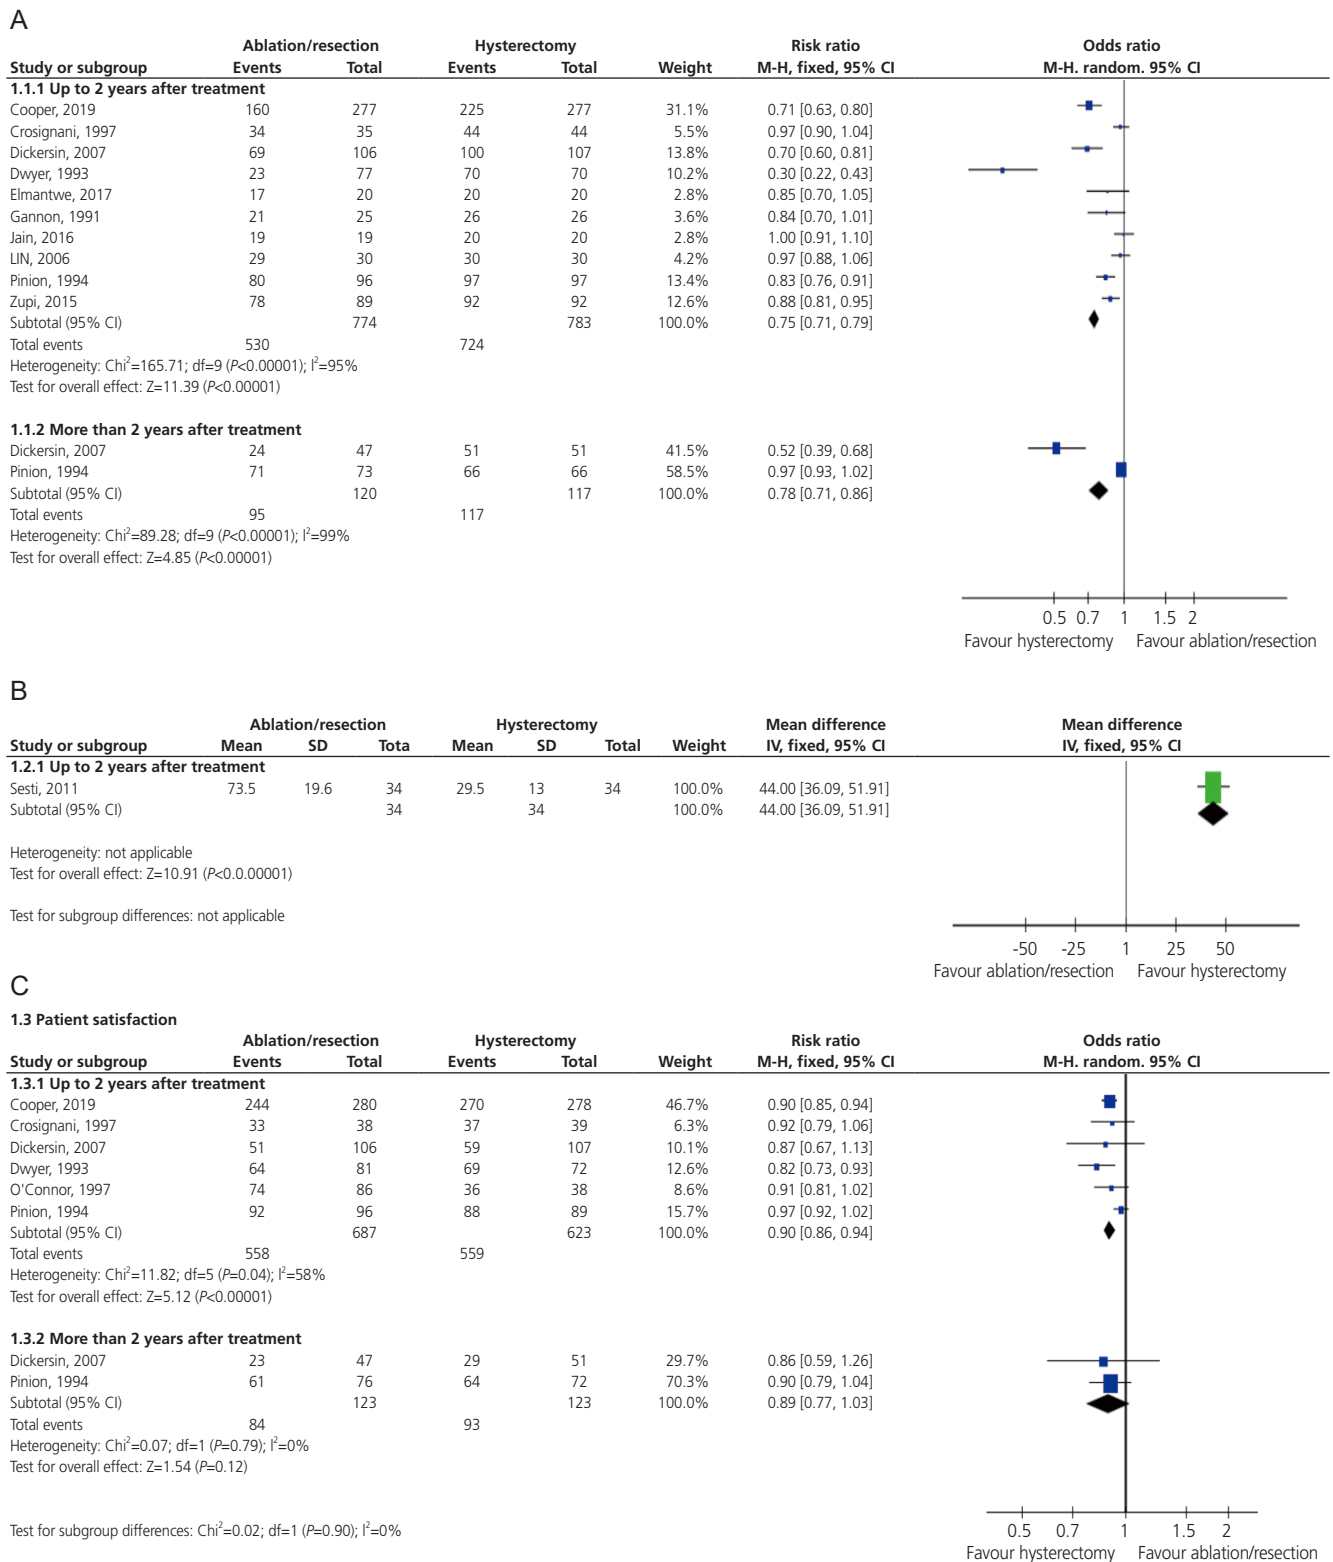 A
Ablation/resection Hysterectomy Risk ratio Odds ratio
Study or subgroup Events Total Events Total Weight M-H, fixed, 95% CI M-H. random. 95% CI
1.1.1 Up to 2 years after treatment
Cooper, 2019 160 277 225 277 31.1% 0.71 [0.63, 0.80]
Crosignani, 1997 34 35 44 44 5.5% 0.97 [0.90, 1.04]
Dickersin, 2007 69 106 100 107 13.8% 0.70 [0.60, 0.81]
Dwyer, 1993 23 77 70 70 10.2% 0.30 [0.22, 0.43]
Elmantwe, 2017 17 20 20 20 2.8% 0.85 [0.70, 1.05]
Gannon, 1991 21 25 26 26 3.6% 0.84 [0.70, 1.01]
Jain, 2016 19 19 20 20 2.8% 1.00 [0.91, 1.10]
LIN, 2006 29 30 30 30 4.2% 0.97 [0.88, 1.06]
Pinion, 1994 80 96 97 97 13.4% 0.83 [0.76, 0.91]
Zupi, 2015 78 89 92 92 12.6% 0.88 [0.81, 0.95]
Subtotal (95% CI) 774 783 100.0% 0.75 [0.71, 0.79]
Total events 530 724
Heterogeneity: Chi²=165.71; df=9 (P<0.00001); I²=95%
Test for overall effect: Z=11.39 (P<0.00001)
1.1.2 More than 2 years after treatment
Dickersin, 2007 24 47 51 51 41.5% 0.52 [0.39, 0.68]
Pinion, 1994 71 73 66 66 58.5% 0.97 [0.93, 1.02]
Subtotal (95% CI) 120 117 100.0% 0.78 [0.71, 0.86]
Total events 95 117
Heterogeneity: Chi²=89.28; df=9 (P<0.00001); I²=99%
Test for overall effect: Z=4.85 (P<0.00001)
0.5 0.7 1 1.5 2
Favour hysterectomy Favour ablation/resection
B
Ablation/resection Hysterectomy Mean difference Mean difference
Study or subgroup Mean SD Tota Mean SD Total Weight IV, fixed, 95% CI IV, fixed, 95% CI
1.2.1 Up to 2 years after treatment
Sesti, 2011 73.5 19.6 34 29.5 13 34 100.0% 44.00 [36.09, 51.91]
Subtotal (95% CI) 34 34 100.0% 44.00 [36.09, 51.91]
Heterogeneity: not applicable
Test for overall effect: Z=10.91 (P<0.0.00001)
Test for subgroup differences: not applicable
-50 -25 1 25 50
Favour ablation/resection Favour hysterectomy
C
1.3 Patient satisfaction
Ablation/resection Hysterectomy Risk ratio Odds ratio
Study or subgroup Events Total Events Total Weight M-H, fixed, 95% CI M-H. random. 95% CI
1.3.1 Up to 2 years after treatment
Cooper, 2019 244 280 270 278 46.7% 0.90 [0.85, 0.94]
Crosignani, 1997 33 38 37 39 6.3% 0.92 [0.79, 1.06]
Dickersin, 2007 51 106 59 107 10.1% 0.87 [0.67, 1.13]
Dwyer, 1993 64 81 69 72 12.6% 0.82 [0.73, 0.93]
O'Connor, 1997 74 86 36 38 8.6% 0.91 [0.81, 1.02]
Pinion, 1994 92 96 88 89 15.7% 0.97 [0.92, 1.02]
Subtotal (95% CI) 687 623 100.0% 0.90 [0.86, 0.94]
Total events 558 559
Heterogeneity: Chi²=11.82; df=5 (P=0.04); I²=58%
Test for overall effect: Z=5.12 (P<0.00001)
1.3.2 More than 2 years after treatment
Dickersin, 2007 23 47 29 51 29.7% 0.86 [0.59, 1.26]
Pinion, 1994 61 76 64 72 70.3% 0.90 [0.79, 1.04]
Subtotal (95% CI) 123 123 100.0% 0.89 [0.77, 1.03]
Total events 84 93
Heterogeneity: Chi²=0.07; df=1 (P=0.79); I²=0%
Test for overall effect: Z=1.54 (P=0.12)
Test for subgroup differences: Chi²=0.02; df=1 (P=0.90); I²=0%
0.5 0.7 1 1.5 2
Favour hysterectomy Favour ablation/resection